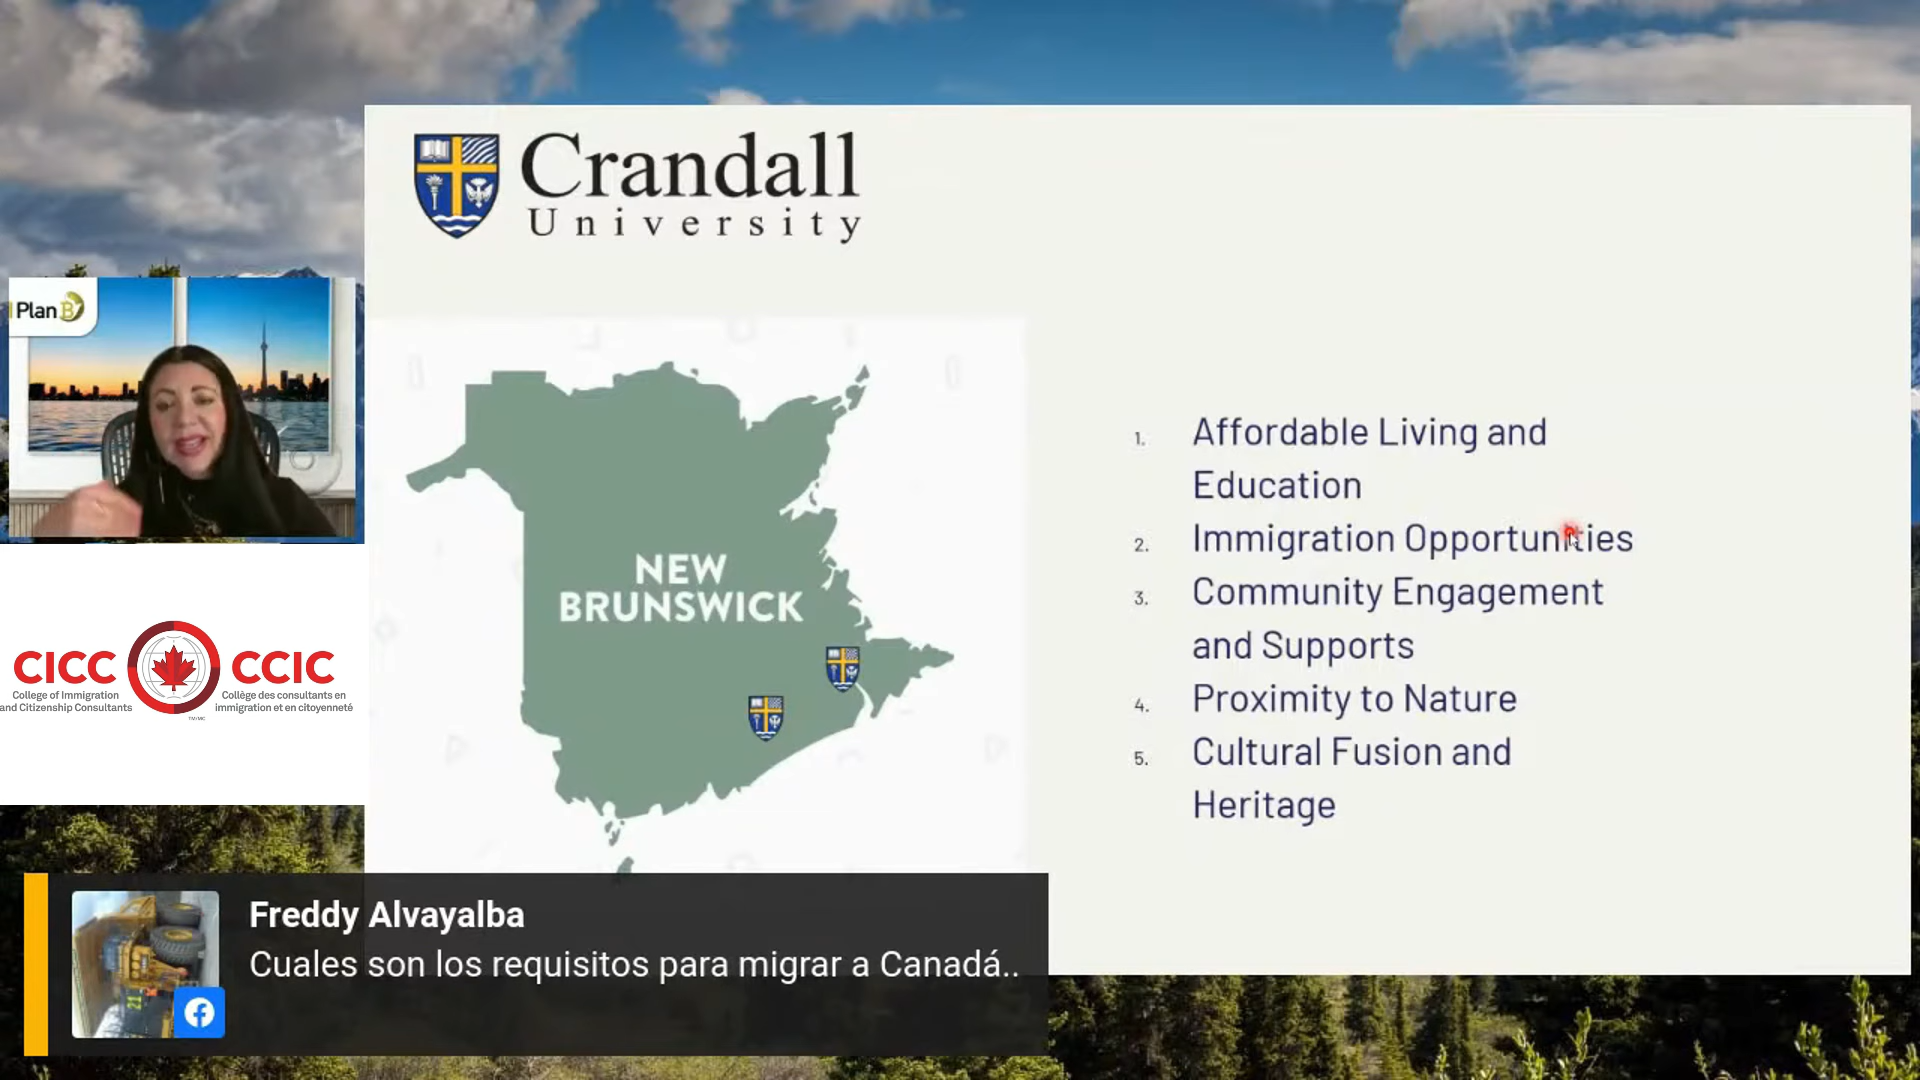 Crandall
University
Plan B
NEW
BRUNSWICK
1. Affordable Living and
Education
2. Immigration Opportunities
3. Community Engagement
and Supports
4. Proximity to Nature
5. Cultural Fusion and
Heritage
CICC CCIC
College of Immigration
and Citizenship Consultants
Collège des consultants en
immigration et en citoyenneté
TM/MC
Freddy Alvayalba
Cuales son los requisitos para migrar a Canadá..